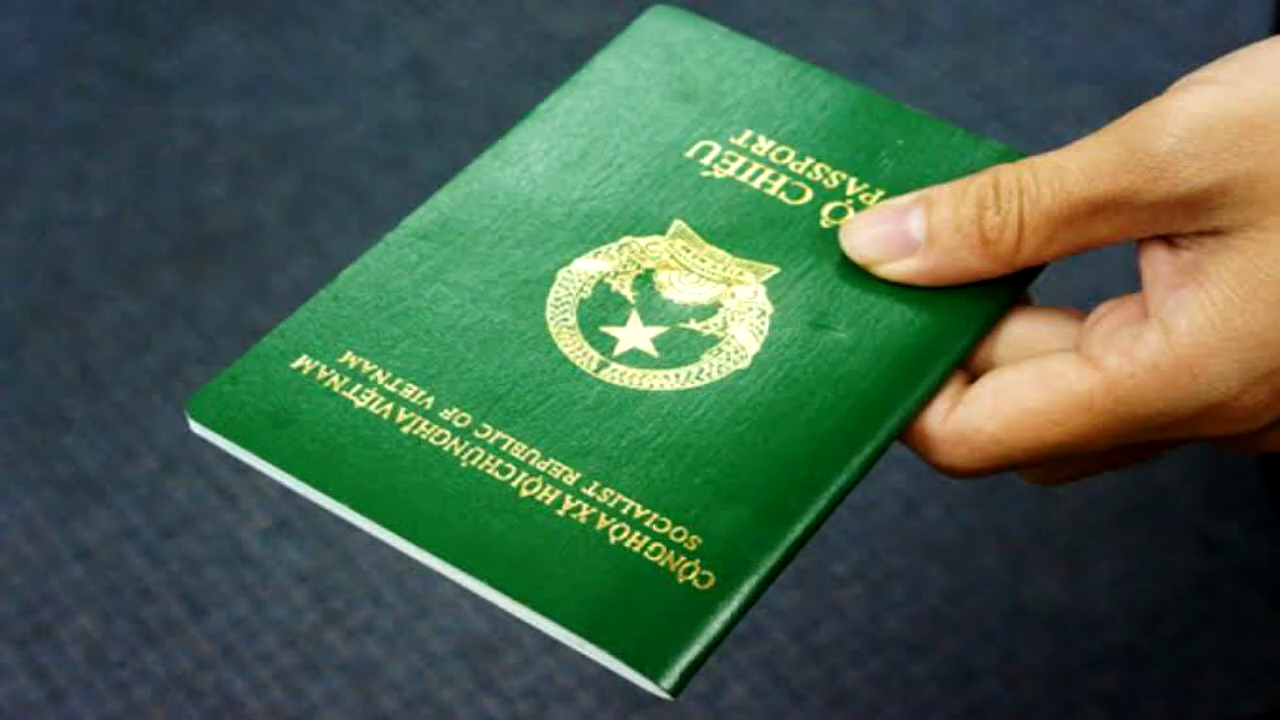 CỘNG HÒA XÃ HỘI CHỦ NGHĨA VIỆT NAM
SOCIALIST REPUBLIC OF VIETNAM
Ộ CHIẾU
PASSPORT